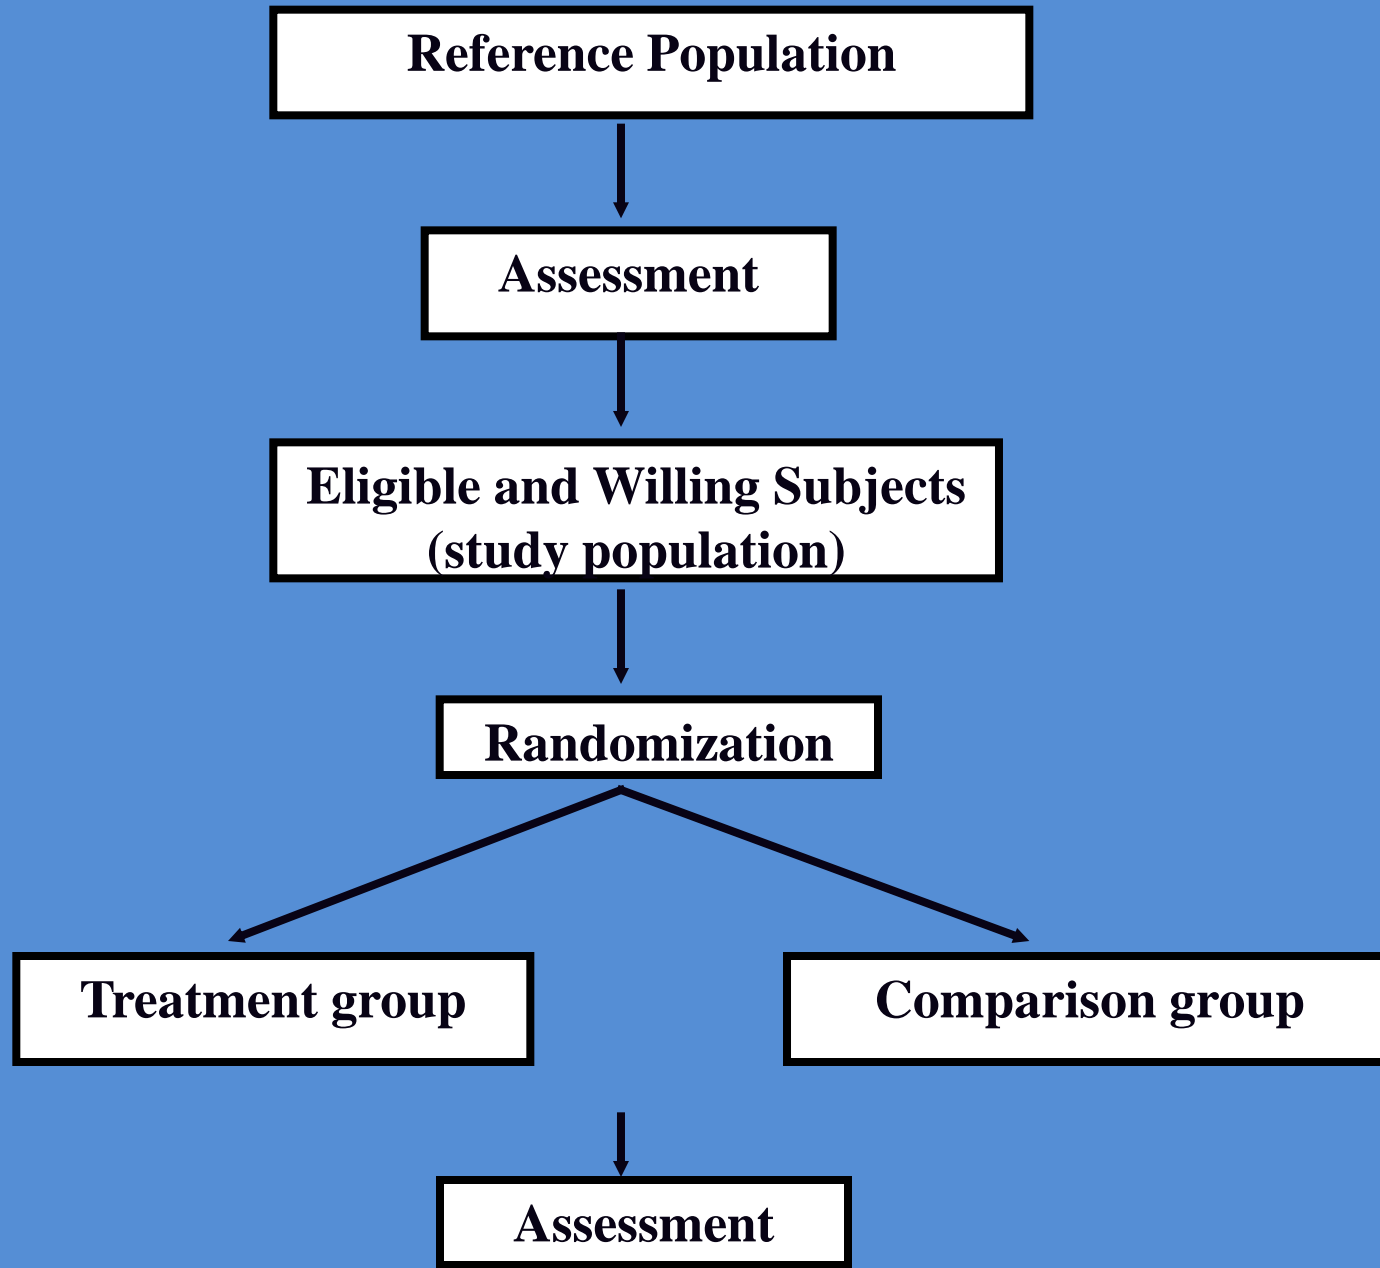 Reference Population
Assessment
Eligible and Willing Subjects
(study population)
Randomization
Treatment group
Comparison group
Assessment